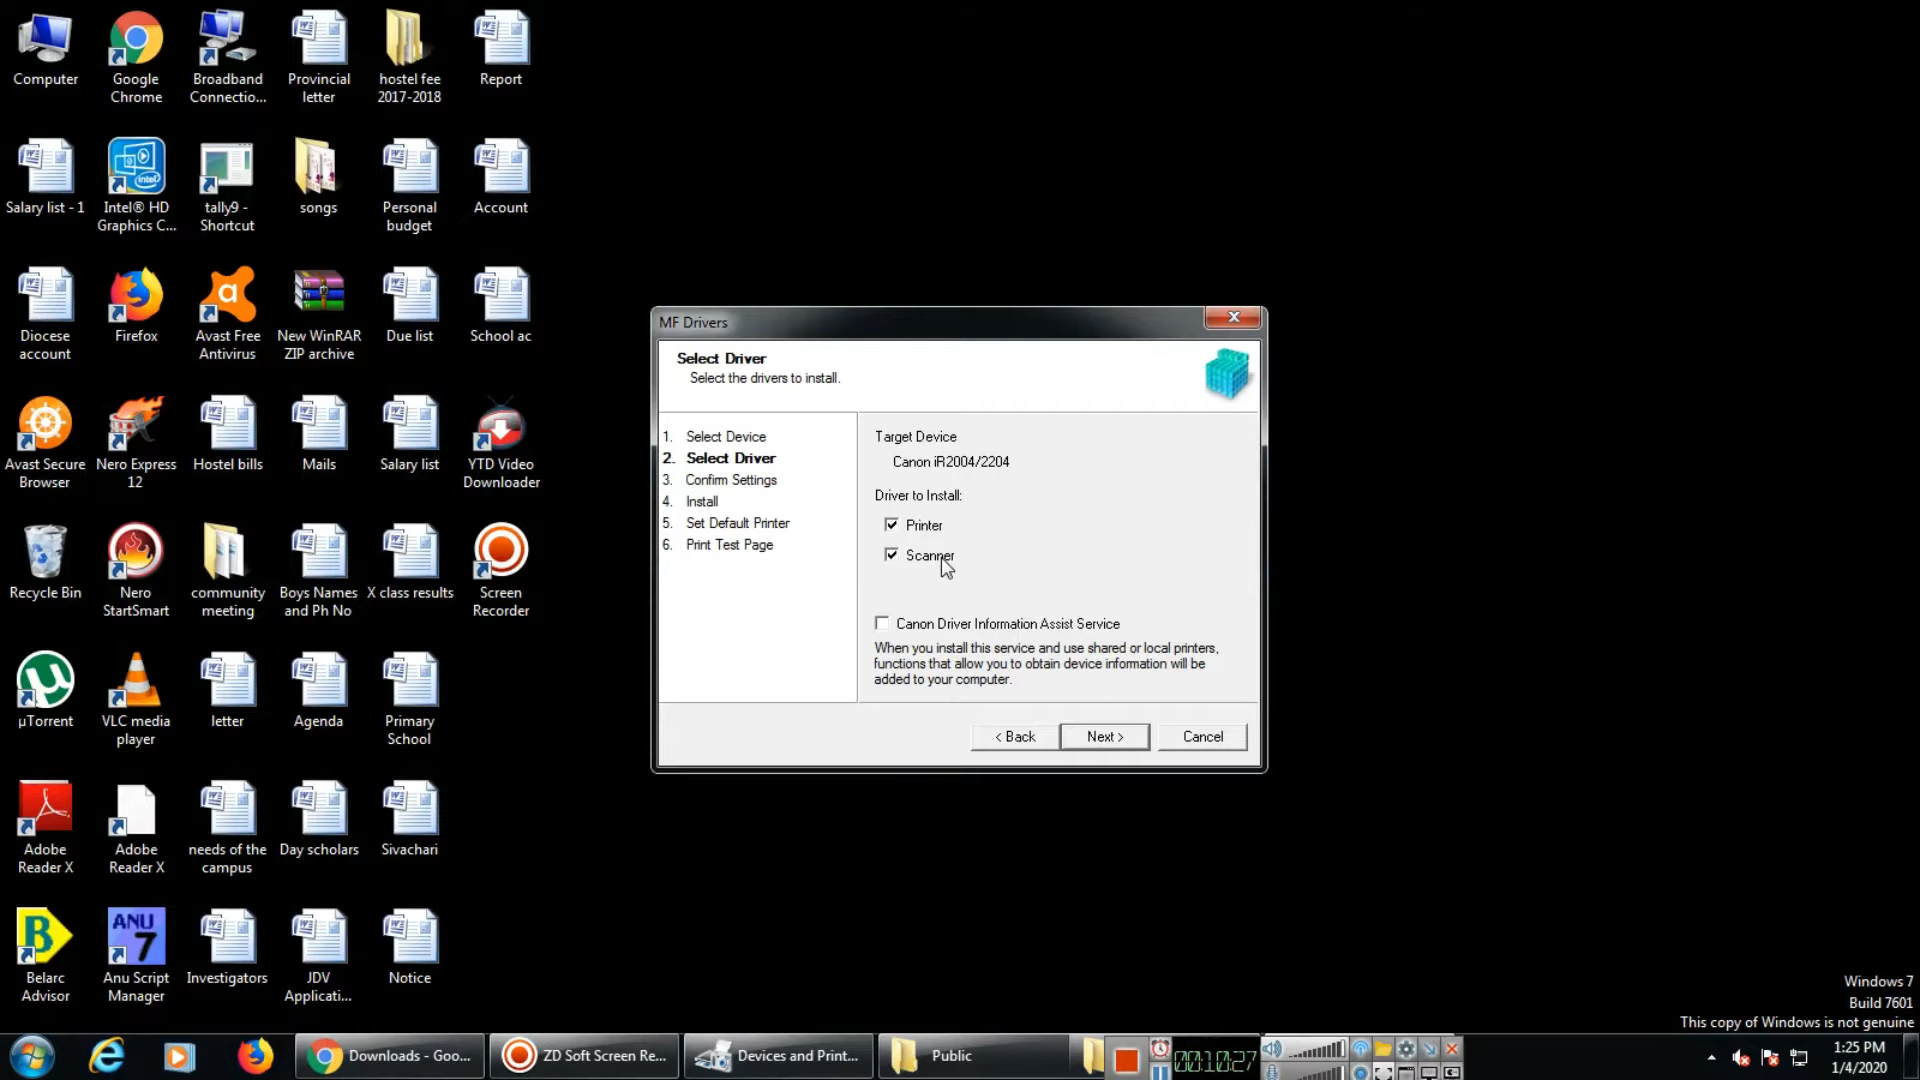 Computer
Google
Chrome
Broadband
Connectio...
Provincial
letter
hostel fee
2017-2018
Report
Salary list - 1
Intel® HD
Graphics C...
tally9 -
Shortcut
songs
Personal
budget
Account
Diocese
account
Firefox
Avast Free
Antivirus
New WinRAR
ZIP archive
Due list
School ac
Avast Secure
Browser
Nero Express
12
Hostel bills
Mails
Salary list
YTD Video
Downloader
Recycle Bin
Nero
StartSmart
community
meeting
Boys Names
and Ph No
X class results
Screen
Recorder
µTorrent
VLC media
player
letter
Agenda
Primary
School
Adobe
Reader X
Adobe
Reader X
needs of the
campus
Day scholars
Sivachari
Belarc
Advisor
ANU
7
Anu Script
Manager
Investigators
JDV
Applicati...
Notice
MF Drivers
Select Driver
Select the drivers to install.
1. Select Device
2. Select Driver
3. Confirm Settings
4. Install
5. Set Default Printer
6. Print Test Page
Target Device
Canon iR2004/2204
Driver to Install:
Printer
Scanner
Canon Driver Information Assist Service
When you install this service and use shared or local printers,
functions that allow you to obtain device information will be
added to your computer.
< Back
Next >
Cancel
Windows 7
Build 7601
This copy of Windows is not genuine
Downloads - Goo...
ZD Soft Screen Re...
Devices and Print...
Public
00:10:27
1:25 PM
1/4/2020